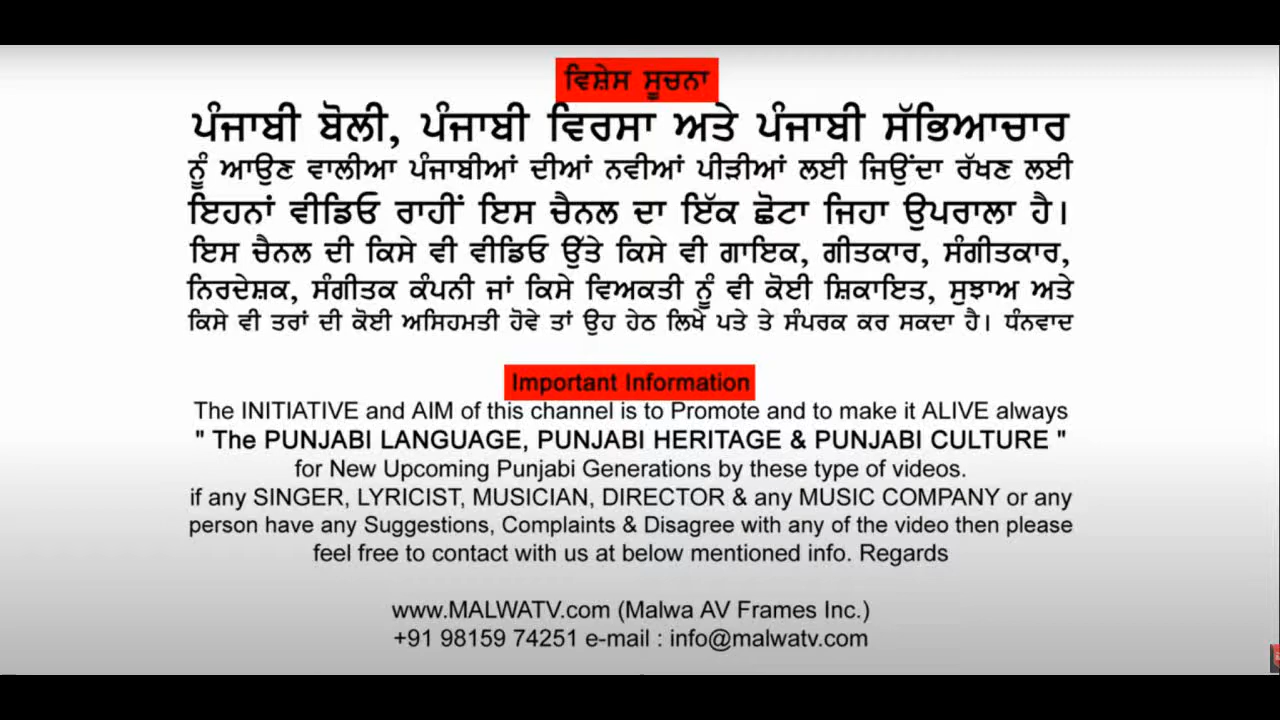 ਵਿਸ਼ੇਸ ਸੂਚਨਾ
ਪੰਜਾਬੀ ਬੋਲੀ, ਪੰਜਾਬੀ ਵਿਰਸਾ ਅਤੇ ਪੰਜਾਬੀ ਸੱਭਿਆਚਾਰ
ਨੂੰ ਆਉਣ ਵਾਲੀਆ ਪੰਜਾਬੀਆਂ ਦੀਆਂ ਨਵੀਆਂ ਪੀੜੀਆਂ ਲਈ ਜਿਉਂਦਾ ਰੱਖਣ ਲਈ
ਇਹਨਾਂ ਵੀਡਿਓ ਰਾਹੀਂ ਇਸ ਚੈਨਲ ਦਾ ਇੱਕ ਛੋਟਾ ਜਿਹਾ ਉਪਰਾਲਾ ਹੈ।
ਇਸ ਚੈਨਲ ਦੀ ਕਿਸੇ ਵੀ ਵੀਡਿਓ ਉੱਤੇ ਕਿਸੇ ਵੀ ਗਾਇਕ, ਗੀਤਕਾਰ, ਸੰਗੀਤਕਾਰ,
ਨਿਰਦੇਸ਼ਕ, ਸੰਗੀਤਕ ਕੰਪਨੀ ਜਾਂ ਕਿਸੇ ਵਿਅਕਤੀ ਨੂੰ ਵੀ ਕੋਈ ਸ਼ਿਕਾਇਤ, ਸੁਝਾਅ ਅਤੇ
ਕਿਸੇ ਵੀ ਤਰਾਂ ਦੀ ਕੋਈ ਅਸਿਹਮਤੀ ਹੋਵੇ ਤਾਂ ਉਹ ਹੇਠ ਲਿਖੇ ਪਤੇ ਤੇ ਸੰਪਰਕ ਕਰ ਸਕਦਾ ਹੈ। ਧੰਨਵਾਦ
Important Information
The INITIATIVE and AIM of this channel is to Promote and to make it ALIVE always
" The PUNJABI LANGUAGE, PUNJABI HERITAGE & PUNJABI CULTURE "
for New Upcoming Punjabi Generations by these type of videos.
if any SINGER, LYRICIST, MUSICIAN, DIRECTOR & any MUSIC COMPANY or any
person have any Suggestions, Complaints & Disagree with any of the video then please
feel free to contact with us at below mentioned info. Regards
www.MALWATV.com (Malwa AV Frames Inc.)
+91 98159 74251 e-mail : info@malwatv.com